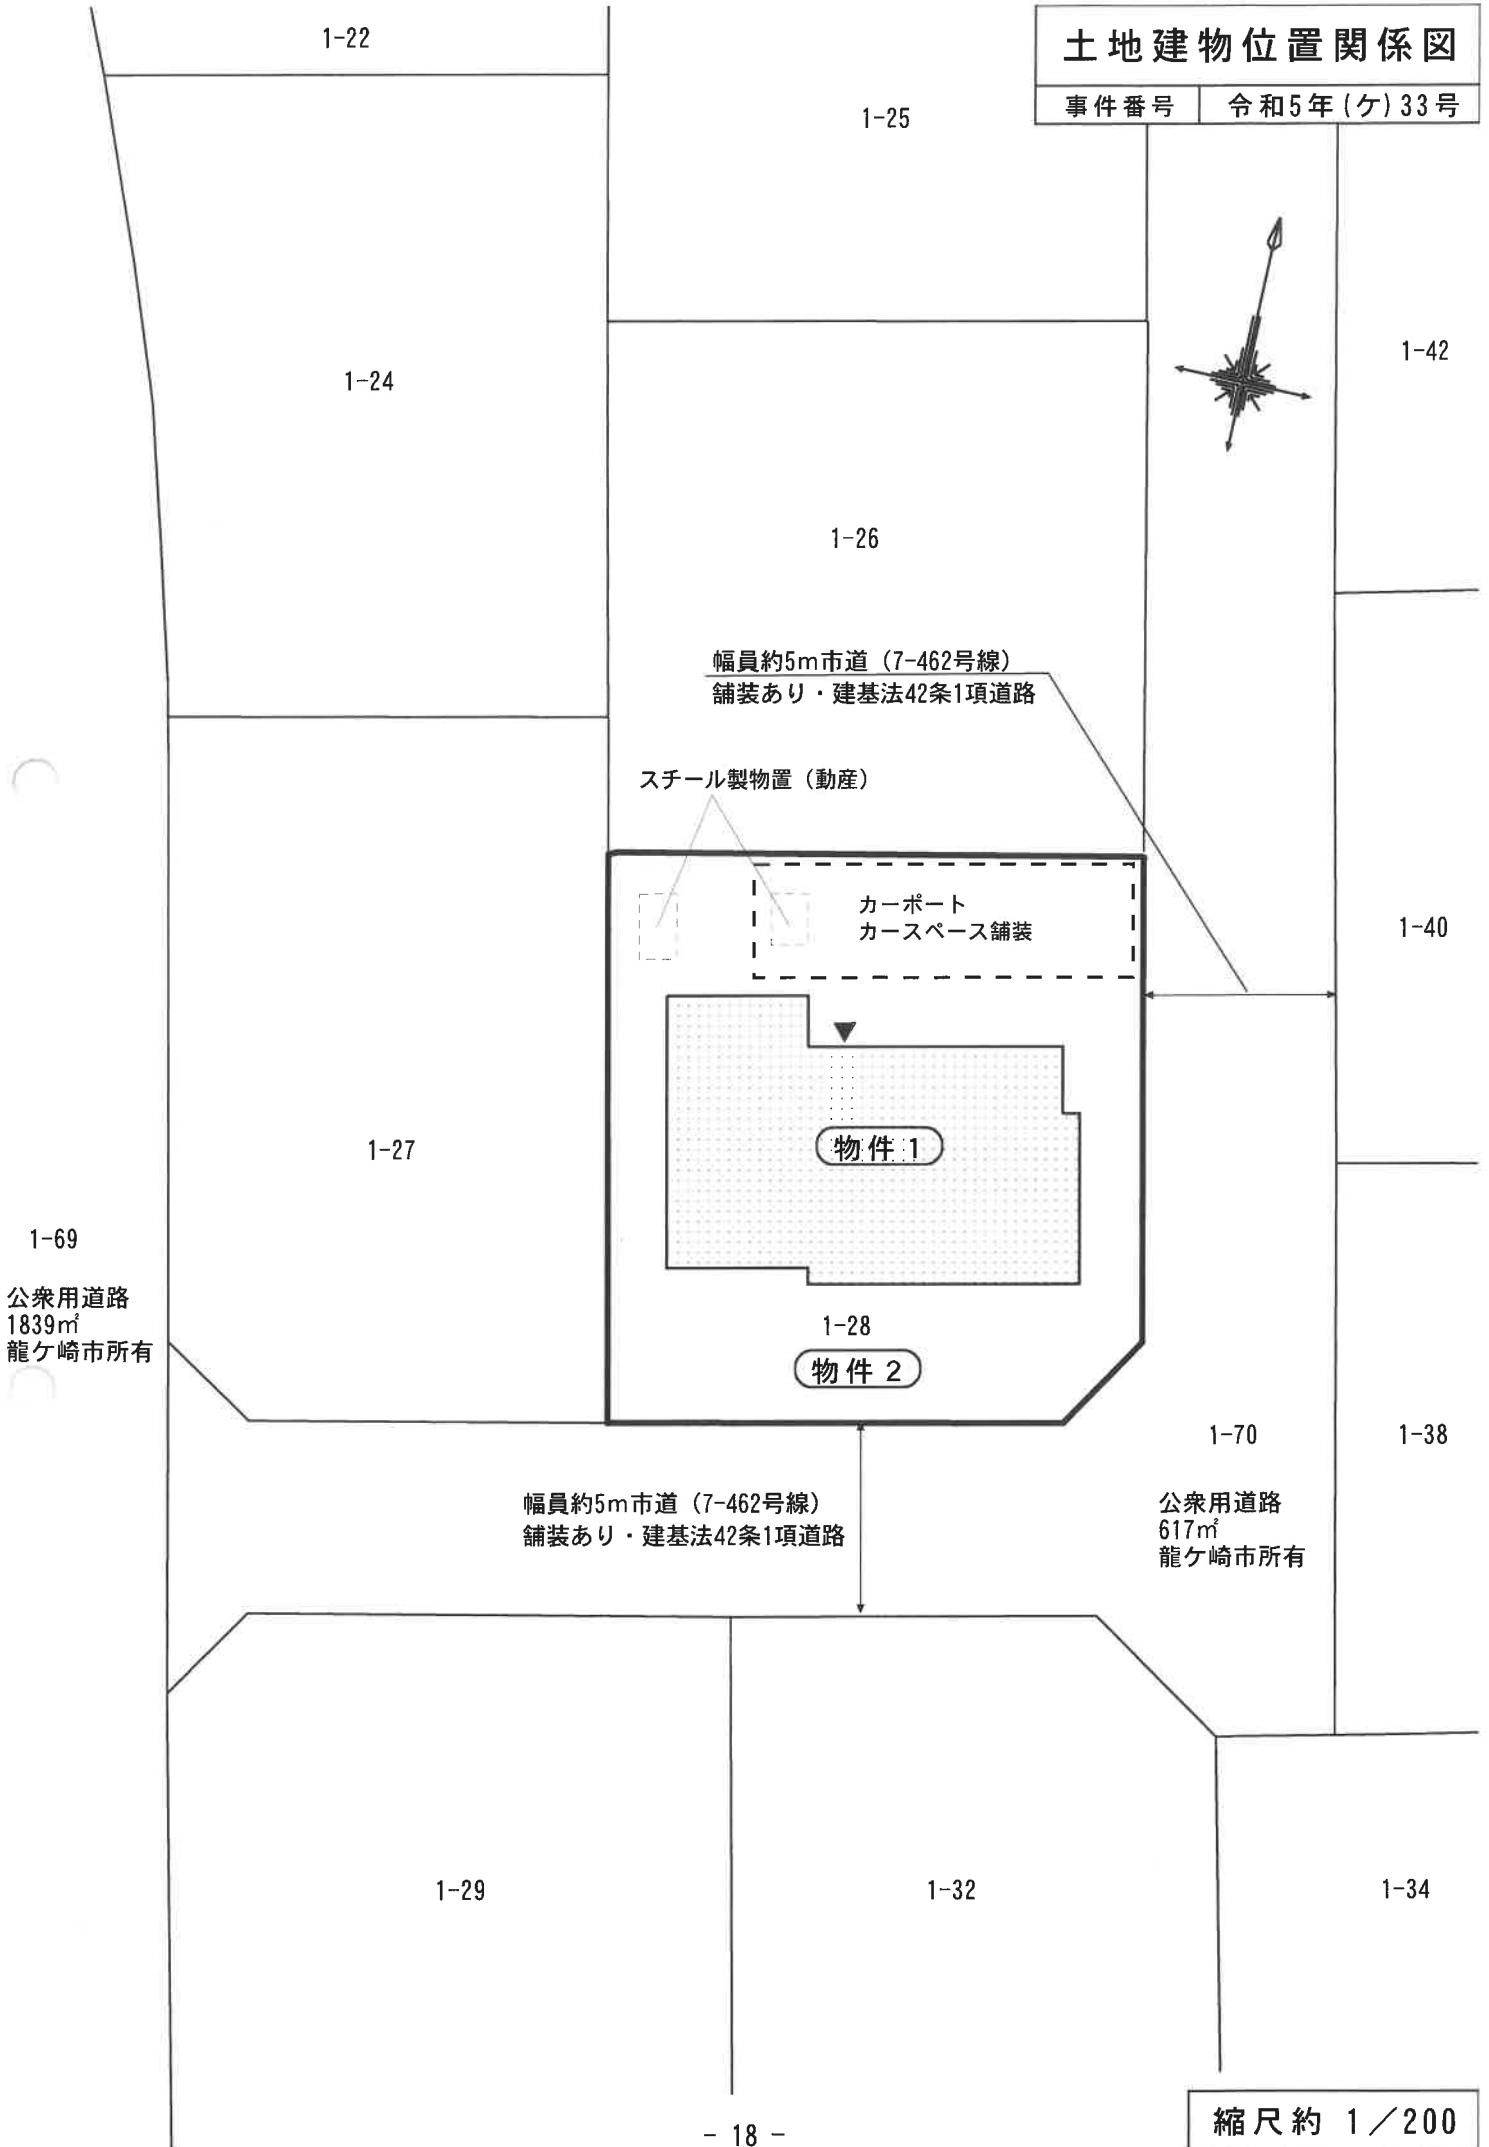 土地建物位置関係図
事件番号 令和5年(ケ)33号
1-22
1-25
1-24
1-42
1-26
幅員約5m市道（7-462号線）
舗装あり・建基法42条1項道路
スチール製物置（動産）
カーポート
カースペース舗装
1-40
物件 1
1-27
1-69
公衆用道路
1839㎡
龍ケ崎市所有
1-28
物件 2
1-70
公衆用道路
617㎡
龍ケ崎市所有
1-38
幅員約5m市道（7-462号線）
舗装あり・建基法42条1項道路
1-29
1-32
1-34
縮尺約 1／200
- 18 -